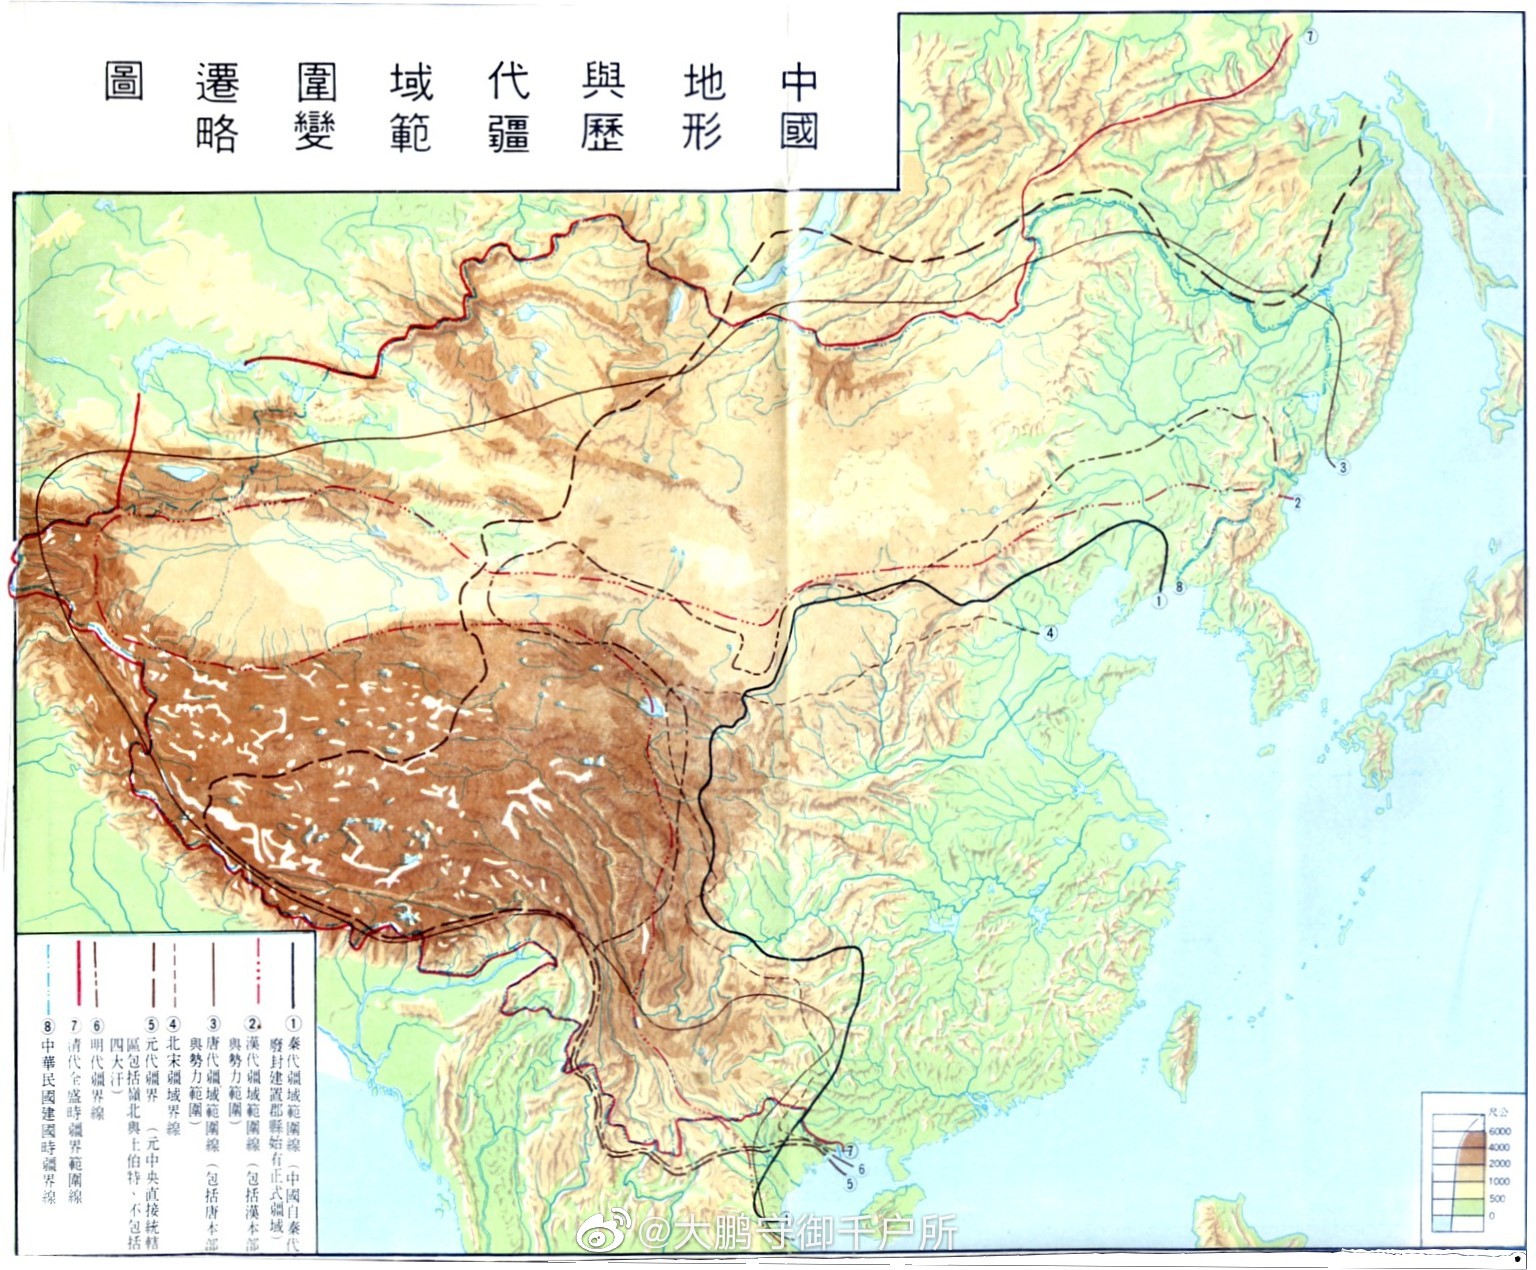 中國
地形
與歷
代疆
域範
圍變
遷略
圖
①秦代疆域範圍線（中國自秦代
廢封建置郡縣始有正式疆域）
②漢代疆域範圍線（包括漢本部
與勢力範圍）
③唐代疆域範圍線（包括唐本部
與勢力範圍）
④北宋疆域界線
⑤元代疆界（元中央直接統轄
區包括嶺北與土伯特、不包括
四大汗）
⑥明代疆界線
⑦清代全盛時疆界範圍線
⑧中華民國建國時疆界線
⑦
③
②
①
⑧
④
⑦
⑥
⑤
尺公
6000
4000
2000
1000
500
0
@大鹏守御千户所